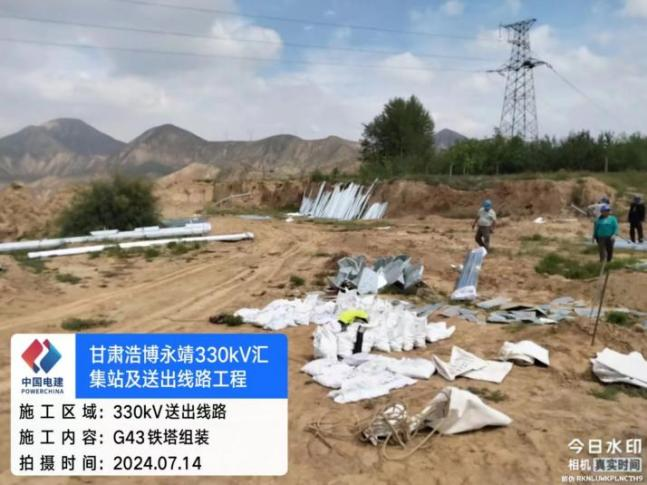 甘肃浩博永靖330kV汇
集站及送出线路工程
中国电建
POWERCHINA
施工区域：330kV送出线路
施工内容：G43铁塔组装
拍摄时间：2024.07.14
今日水印
相机 真实时间
防伪 RKNLUWKPLNCTH9